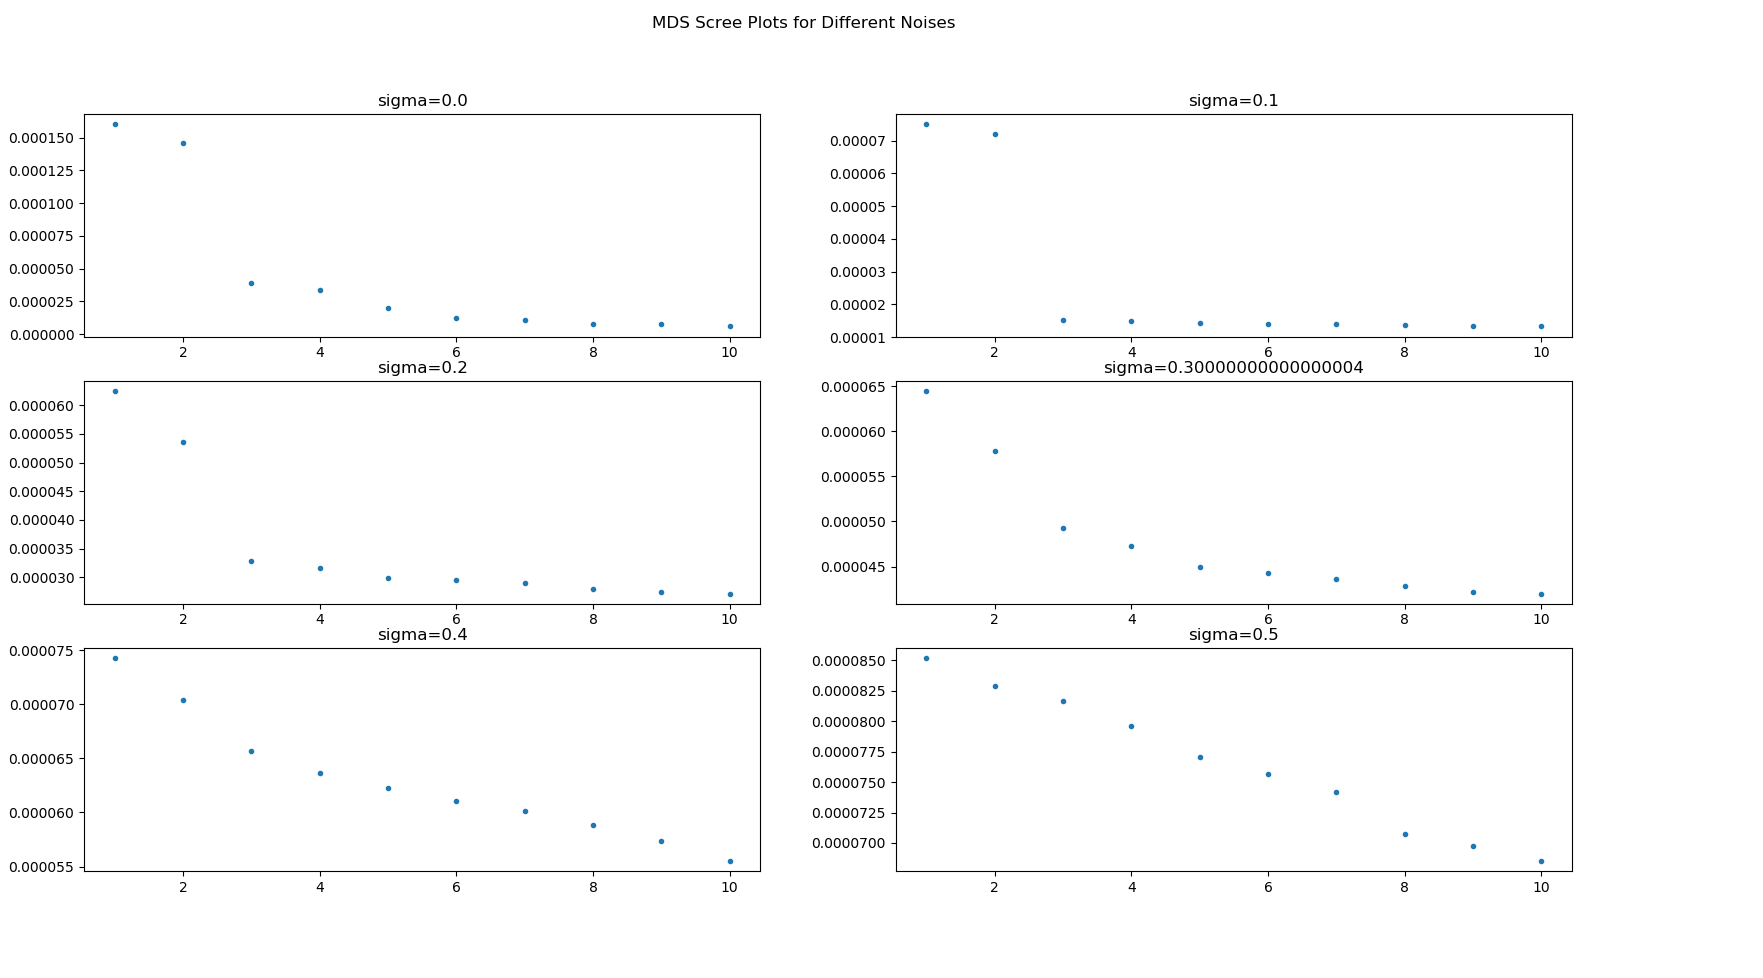 MDS Scree Plots for Different Noises
sigma=0.0
0.000150
0.000125
0.000100
0.000075
0.000050
0.000025
0.000000
2 4 6 8 10
sigma=0.1
0.00007
0.00006
0.00005
0.00004
0.00003
0.00002
0.00001
2 4 6 8 10
sigma=0.2
0.000060
0.000055
0.000050
0.000045
0.000040
0.000035
0.000030
2 4 6 8 10
sigma=0.30000000000000004
0.000065
0.000060
0.000055
0.000050
0.000045
2 4 6 8 10
sigma=0.4
0.000075
0.000070
0.000065
0.000060
0.000055
2 4 6 8 10
sigma=0.5
0.0000850
0.0000825
0.0000800
0.0000775
0.0000750
0.0000725
0.0000700
2 4 6 8 10